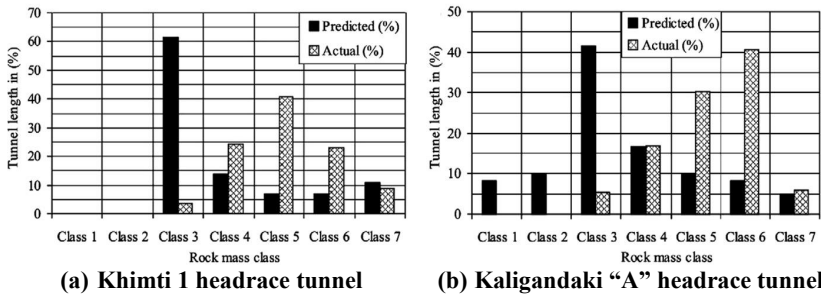 70
60
50
40
30
20
10
0
Tunnel length in (%)
Predicted (%)
Actual (%)
Class 1 Class 2 Class 3 Class 4 Class 5 Class 6 Class 7
Rock mass class
(a) Khimti 1 headrace tunnel
50
40
30
20
10
0
Tunnel length in (%)
Predicted (%)
Actual (%)
Class 1 Class 2 Class 3 Class 4 Class 5 Class 6 Class 7
Rock mass class
(b) Kaligandaki “A” headrace tunnel